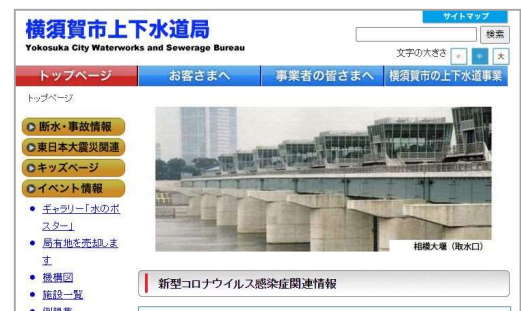 サイトマップ
横須賀市上下水道局
Yokosuka City Waterworks and Sewerage Bureau
検索
文字の大きさ 大
トップページ お客さまへ 事業者の皆さまへ 横須賀市の上下水道事業
トップページ
断水・事故情報
東日本大震災関連
キッズページ
イベント情報
ギャラリー「水のポ
スター」
局有地を売却しま
す
機構図
施設一覧
相模大堰（取水口）
新型コロナウイルス感染症関連情報